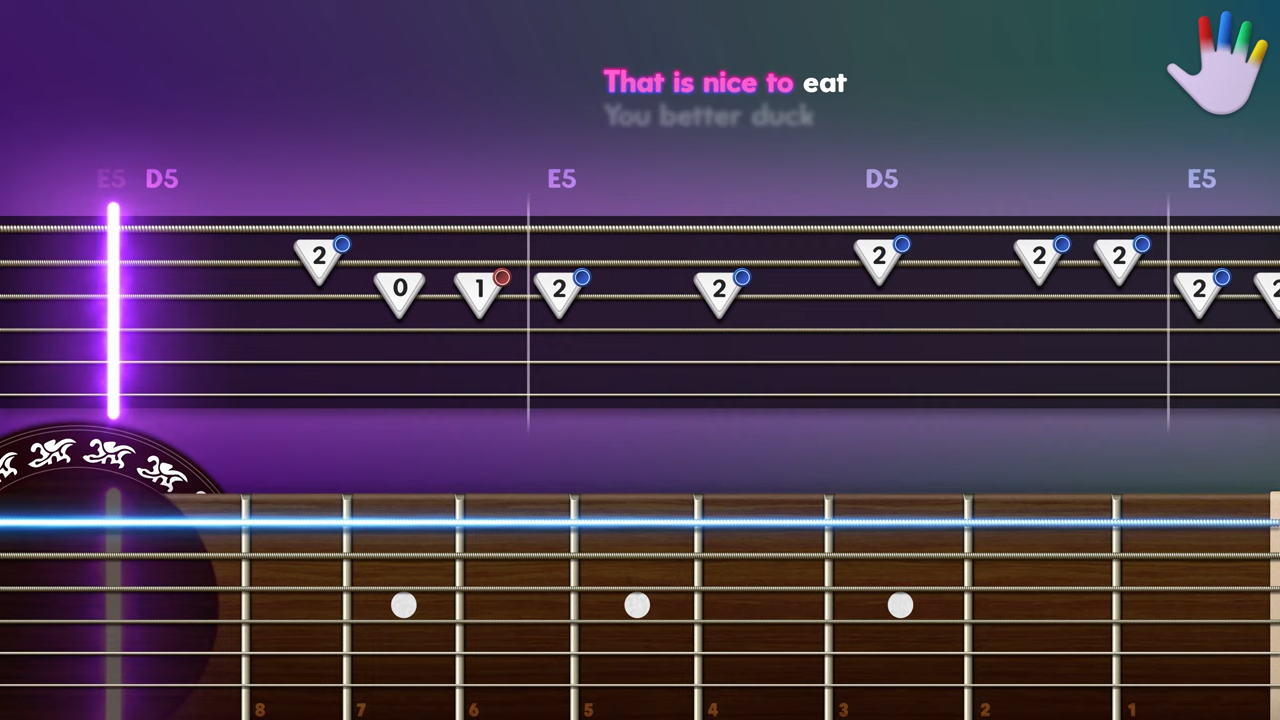 That is nice to eat
You better duck
E5 D5 E5 D5 E5
2 2 2 2
0 1 2 2 2 2
8 7 6 5 4 3 2 1